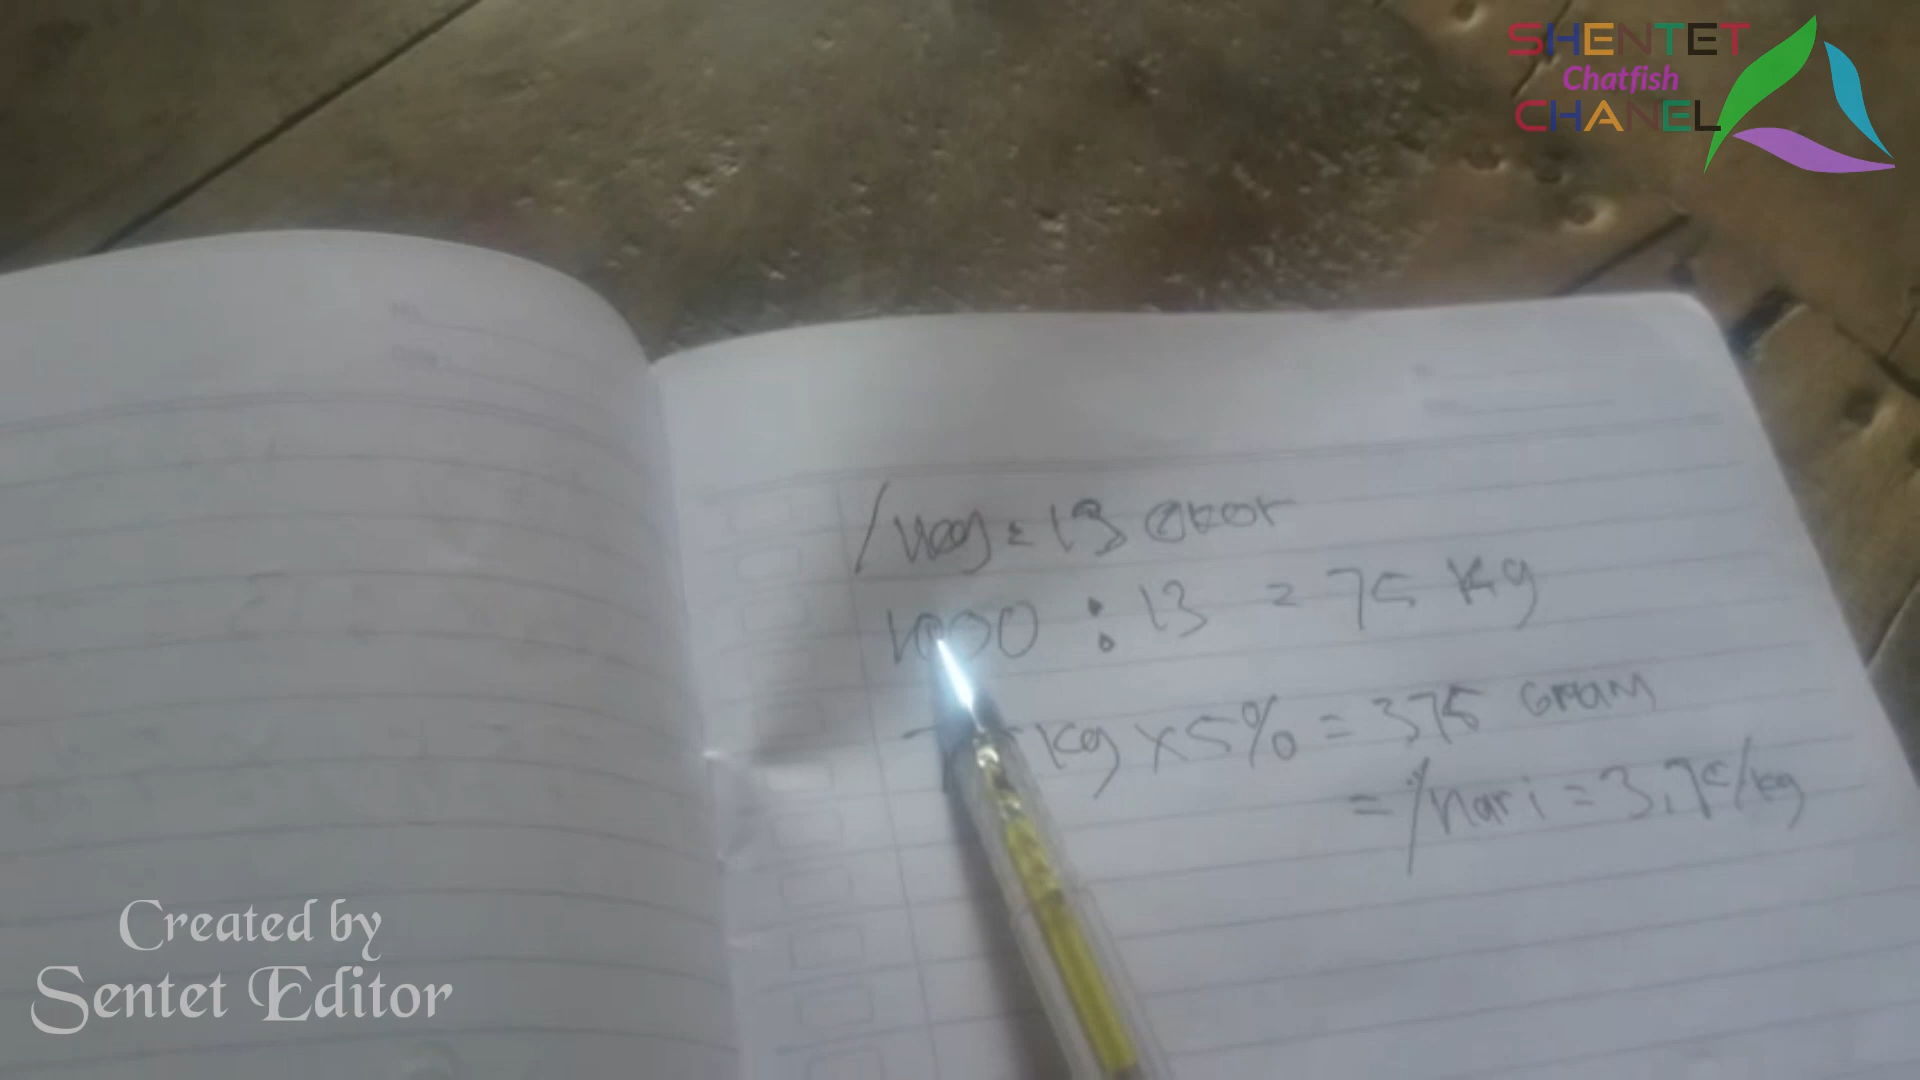 SHENTET
Chatfish
CHANEL
/kg = 13 ekor
1000 : 13 = 75 Kg
Kg x 5% = 375 Gram
= /hari = 3,75/kg
Created by
Sentet Editor